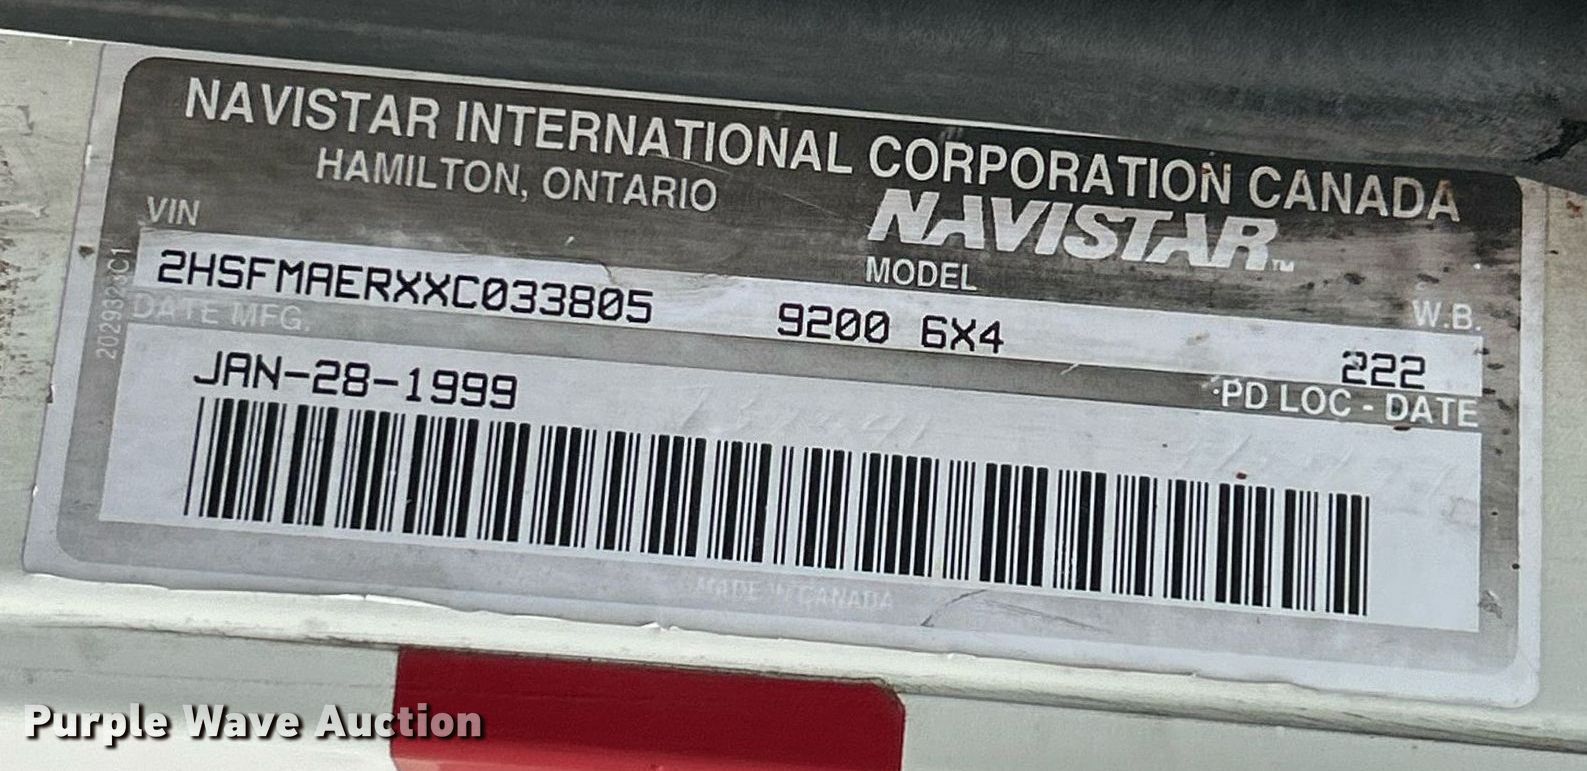 NAVISTAR INTERNATIONAL CORPORATION CANADA
HAMILTON, ONTARIO
NAVISTAR™
VIN
MODEL
W.B.
2HSFMAERXXC033805
9200 6X4
222
DATE MFG.
PD LOC - DATE
JAN-28-1999
MADE IN CANADA
Purple Wave Auction